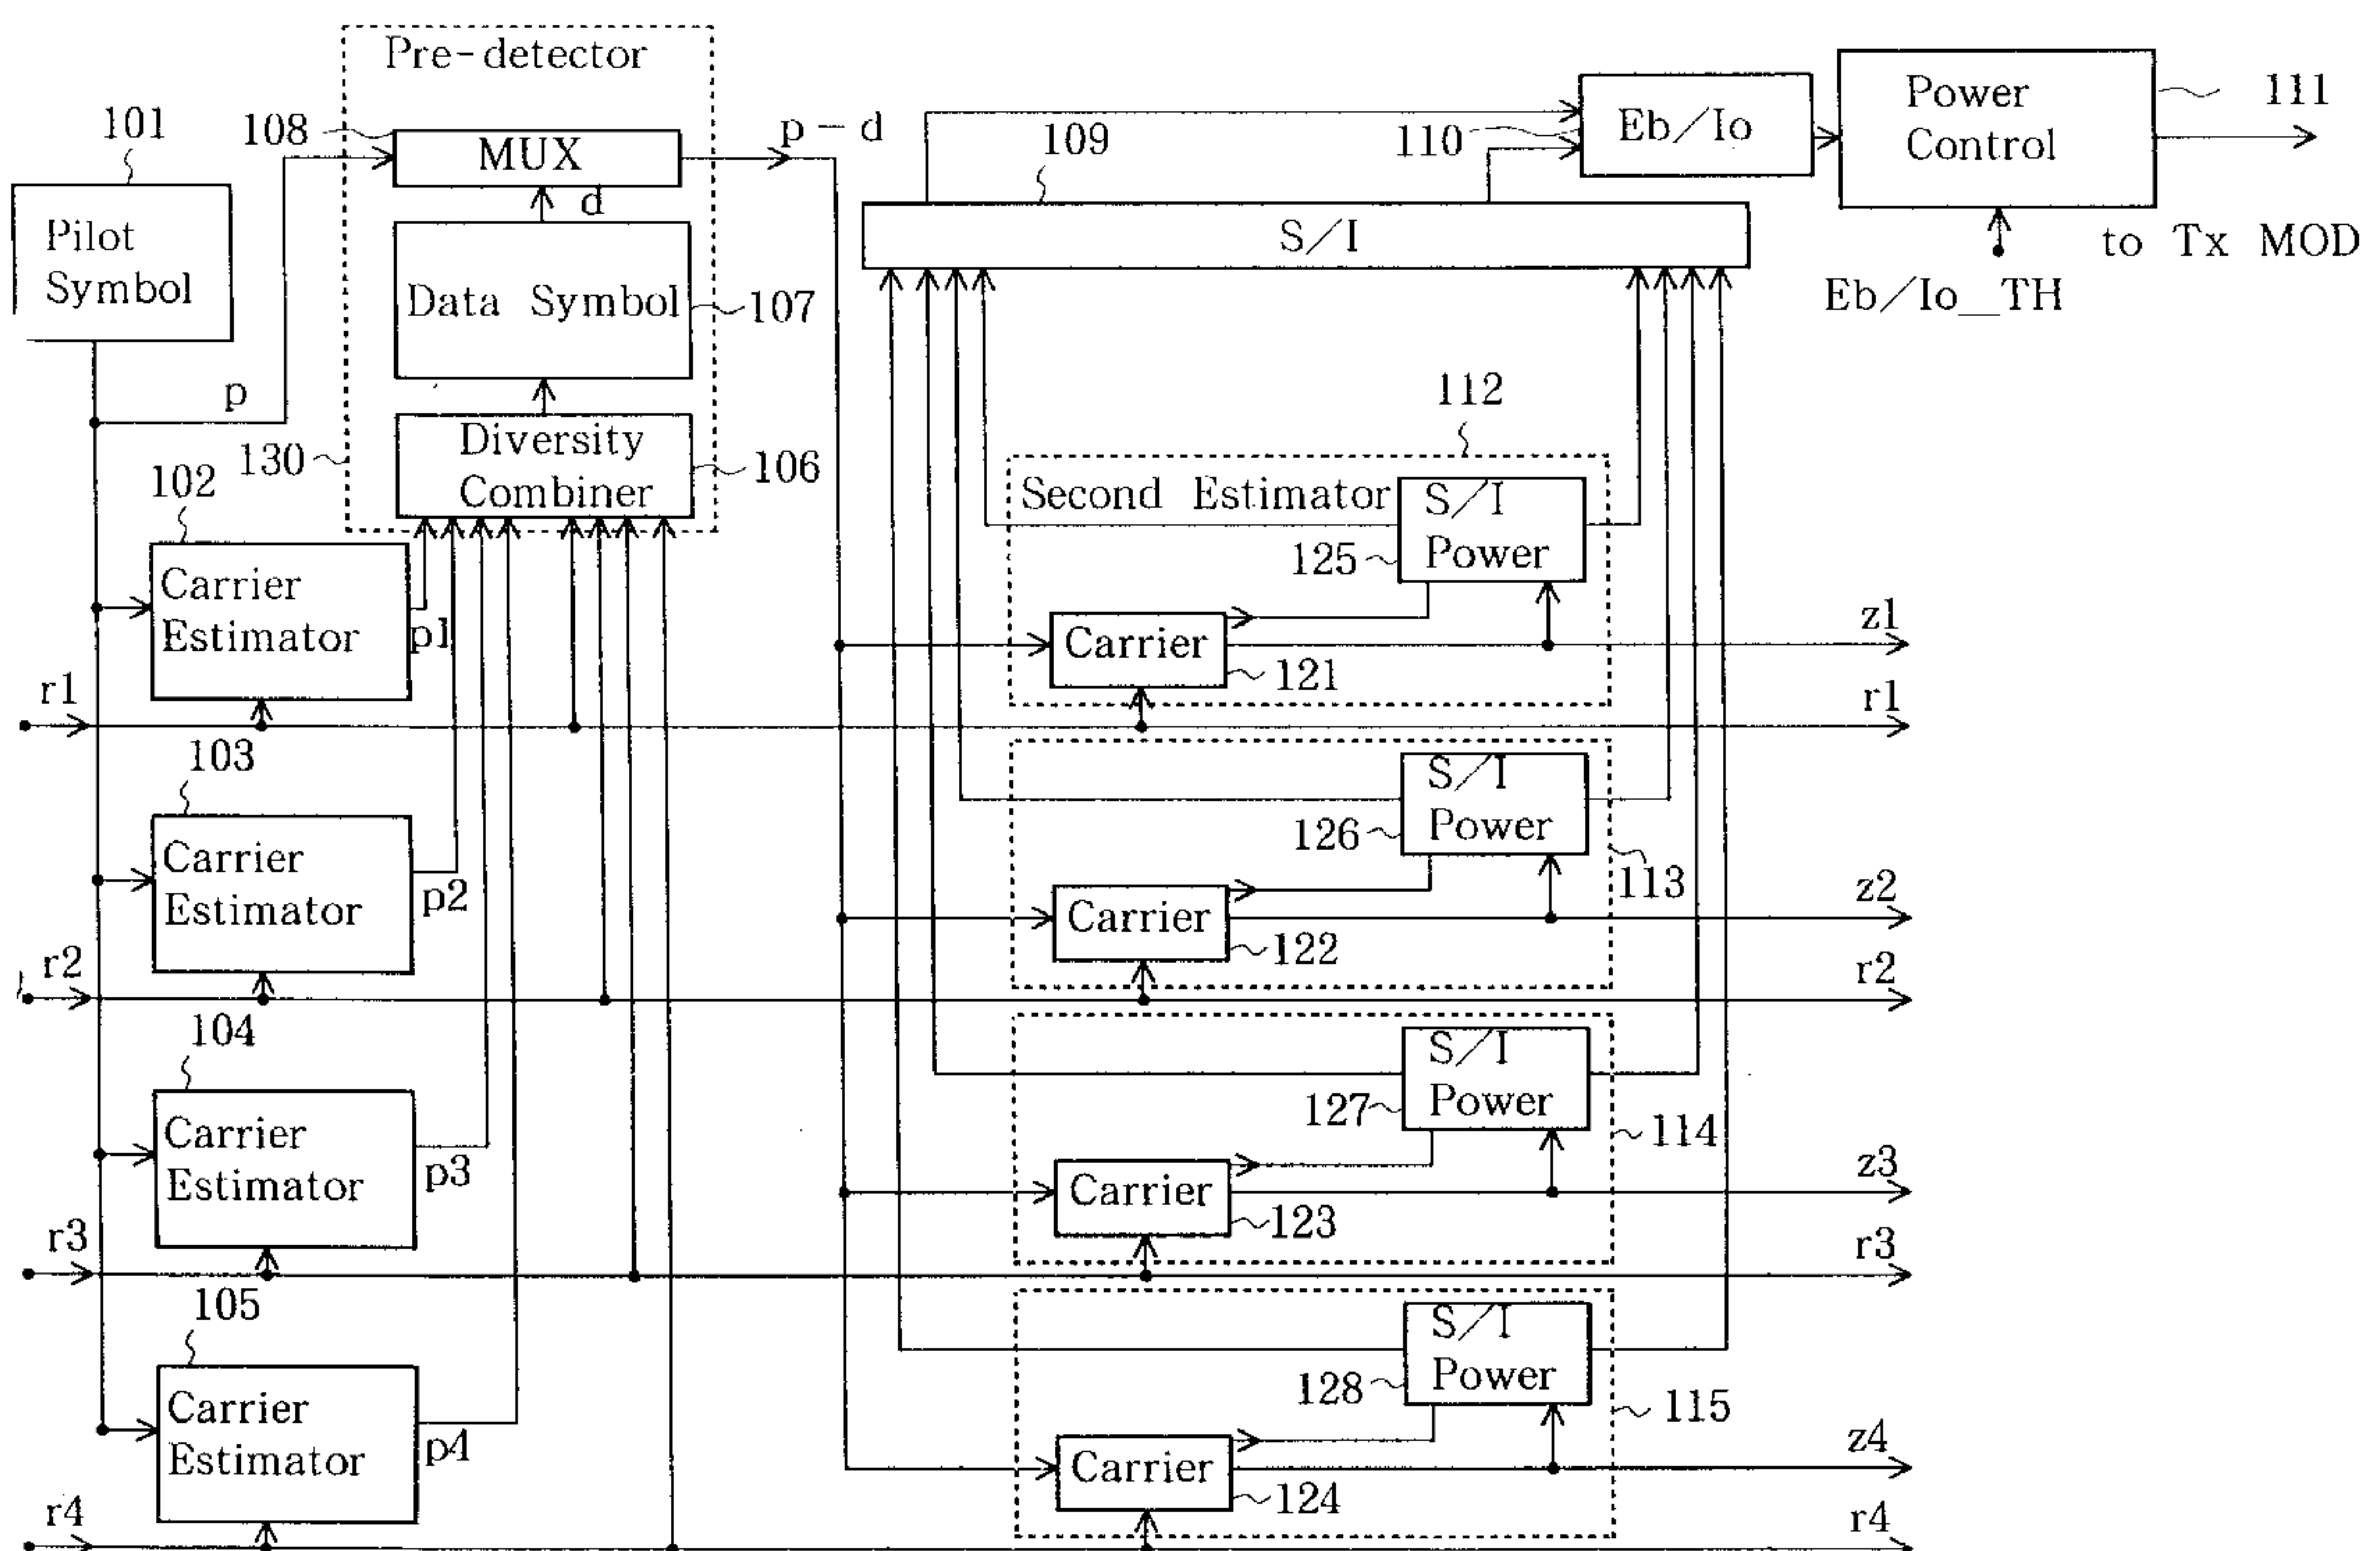 Pre-detector
101
108
MUX
p-d
109
110
Eb/Io
Power
Control
111
Pilot
Symbol
d
S/I
to Tx MOD
Data Symbol
107
Eb/Io_TH
p
112
130
Diversity
Combiner
106
102
Second Estimator
S/I
Power
125
Carrier
Estimator
p1
Carrier
z1
121
r1
r1
103
S/I
Power
126
113
Carrier
Estimator
p2
Carrier
z2
122
r2
r2
104
S/I
Power
127
114
Carrier
Estimator
p3
Carrier
z3
123
r3
r3
105
S/I
Power
128
115
Carrier
Estimator
p4
Carrier
z4
124
r4
r4